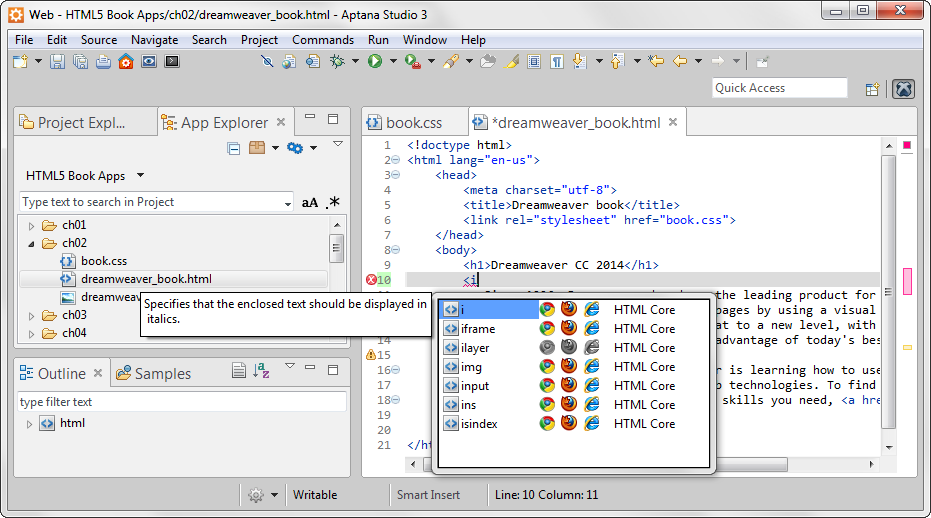 Web - HTML5 Book Apps/ch02/dreamweaver_book.html - Aptana Studio 3
File Edit Source Navigate Search Project Commands Run Window Help
Quick Access
Project Expl...
App Explorer
HTML5 Book Apps
Type text to search in Project
aA .*
ch01
ch02
book.css
dreamweaver_book.html
dreamweav
ch03
ch04
Specifies that the enclosed text should be displayed in
italics.
Outline
Samples
type filter text
html
book.css
*dreamweaver_book.html
1 <!doctype html>
2 <html lang="en-us">
3 <head>
4 <meta charset="utf-8">
5 <title>Dreamweaver book</title>
6 <link rel="stylesheet" href="book.css">
7 </head>
8 <body>
9 <h1>Dreamweaver CC 2014</h1>
10 <i
the leading product for
pages by using a visual
at to a new level, with
advantage of today's bes
15
16 r is learning how to use
17 technologies. To find
18 skills you need, <a hre
19
20
21 </ht
i HTML Core
iframe HTML Core
ilayer HTML Core
img HTML Core
input HTML Core
ins HTML Core
isindex HTML Core
Writable
Smart Insert
Line: 10 Column: 11